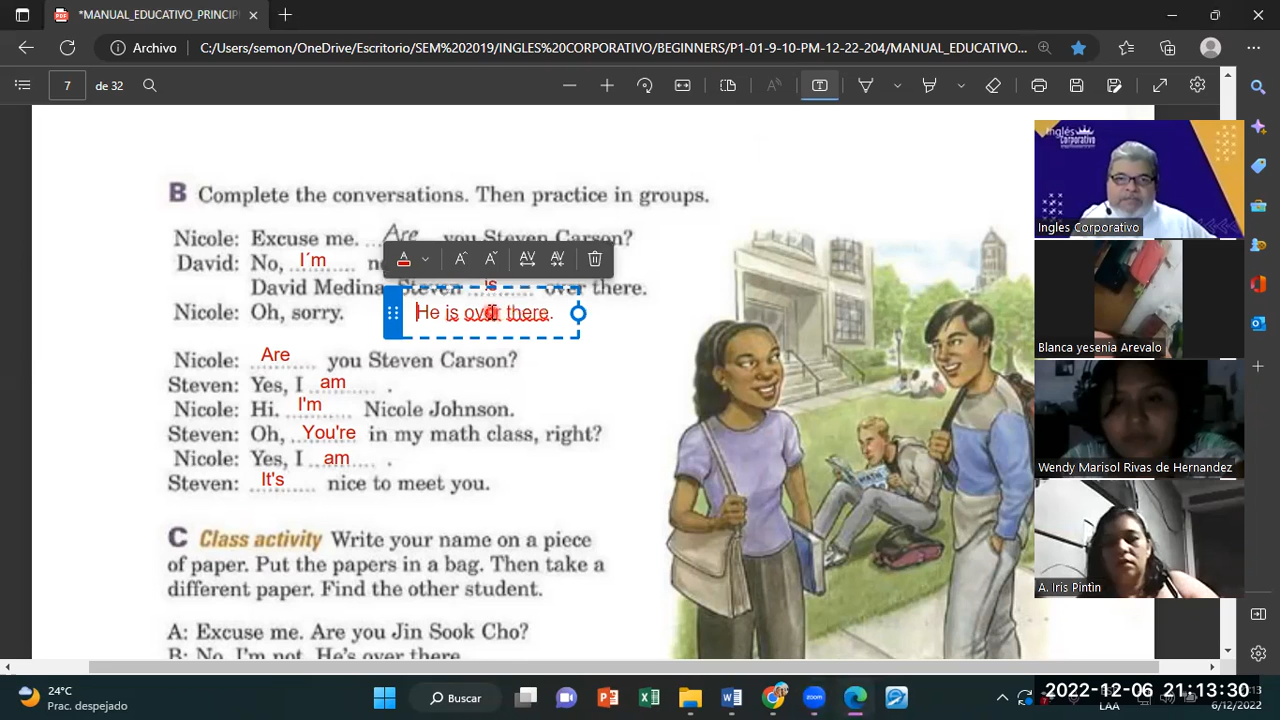 *MANUAL_EDUCATIVO_PRINCIP
Archivo
C:/Users/semon/OneDrive/Escritorio/SEM%202019/INGLES%20CORPORATIVO/BEGINNERS/P1-01-9-10-PM-12-22-204/MANUAL_EDUCATIVO...
7
de 32
B Complete the conversations. Then practice in groups.
Nicole: Excuse me. Are you Steven Carson?
David: No, I´m
David Medina. Steven is over there.
Nicole: Oh, sorry.
He is over there.
Nicole: Are you Steven Carson?
Steven: Yes, I am.
Nicole: Hi. I'm Nicole Johnson.
Steven: Oh, You're in my math class, right?
Nicole: Yes, I am.
Steven: It's nice to meet you.
C Class activity Write your name on a piece
of paper. Put the papers in a bag. Then take a
different paper. Find the other student.
A: Excuse me. Are you Jin Sook Cho?
B: No, I'm not. He's over there.
Inglés Corporativo
Ingles Corporativo
Blanca yesenia Arevalo
Wendy Marisol Rivas de Hernandez
A. Iris Pintin
24°C
Prac. despejado
Buscar
LAA
2022-12-06 21:13:30
6/12/2022